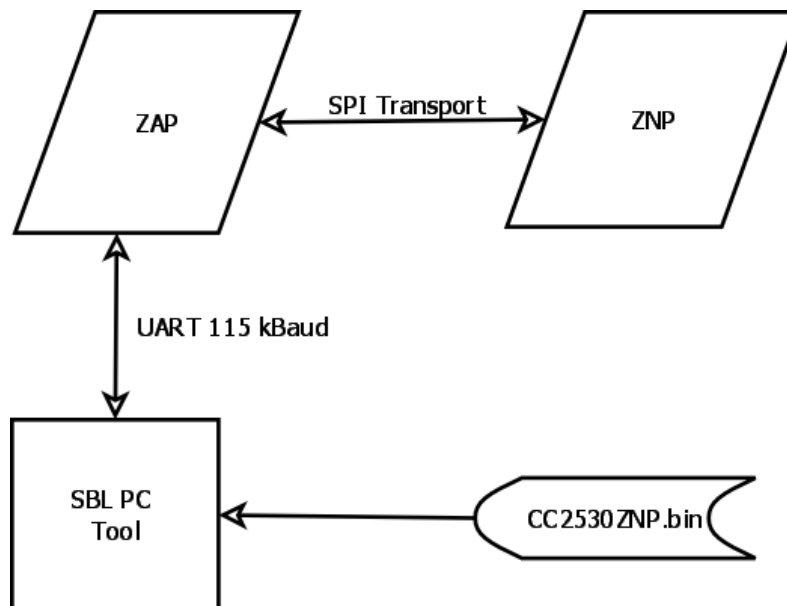 ZAP
SPI Transport
ZNP
UART 115 kBaud
SBL PC
Tool
CC2530ZNP.bin